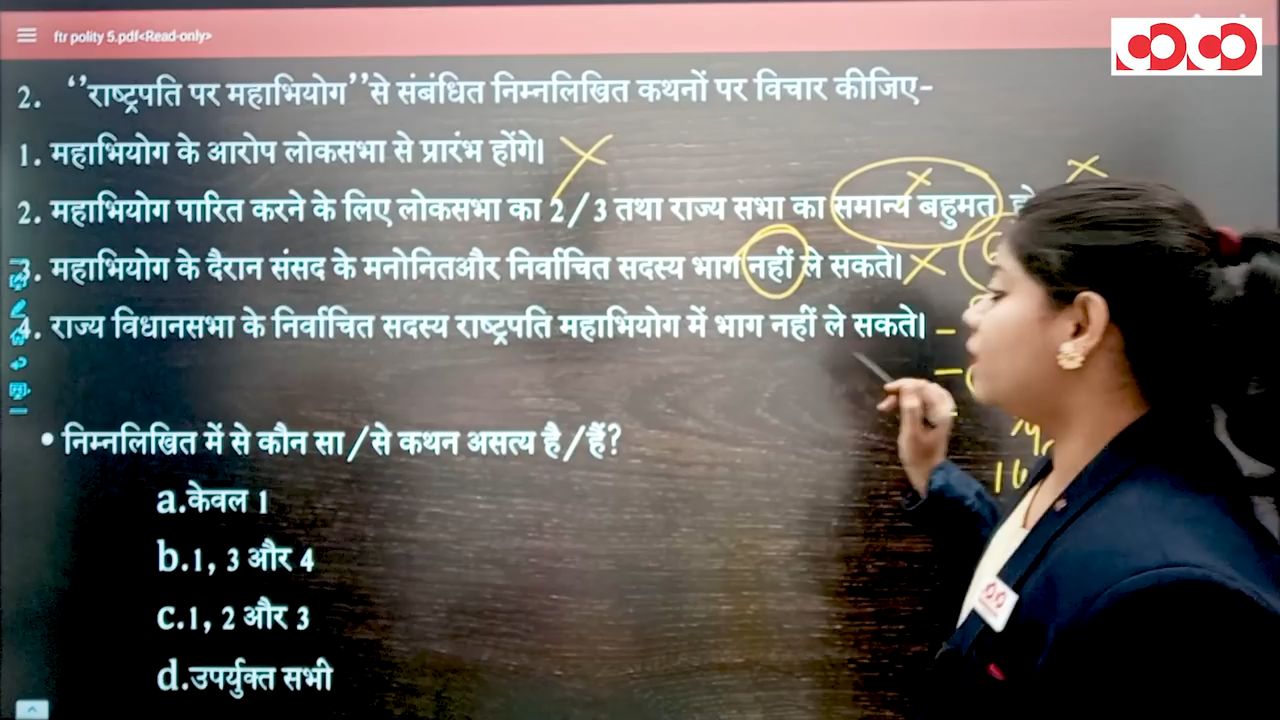 ftr polity 5.pdf<Read-only>
2. ‘’राष्ट्रपति पर महाभियोग’’से संबंधित निम्नलिखित कथनों पर विचार कीजिए-
1. महाभियोग के आरोप लोकसभा से प्रारंभ होंगे।
2. महाभियोग पारित करने के लिए लोकसभा का 2/3 तथा राज्य सभा का समान्य बहुमत
3. महाभियोग के दैरान संसद के मनोनितऔर निर्वाचित सदस्य भाग नहीं ले सकते।
4. राज्य विधानसभा के निर्वाचित सदस्य राष्ट्रपति महाभियोग में भाग नहीं ले सकते।
• निम्नलिखित में से कौन सा/से कथन असत्य है/हैं?
a.केवल 1
b.1, 3 और 4
c.1, 2 और 3
d.उपर्युक्त सभी